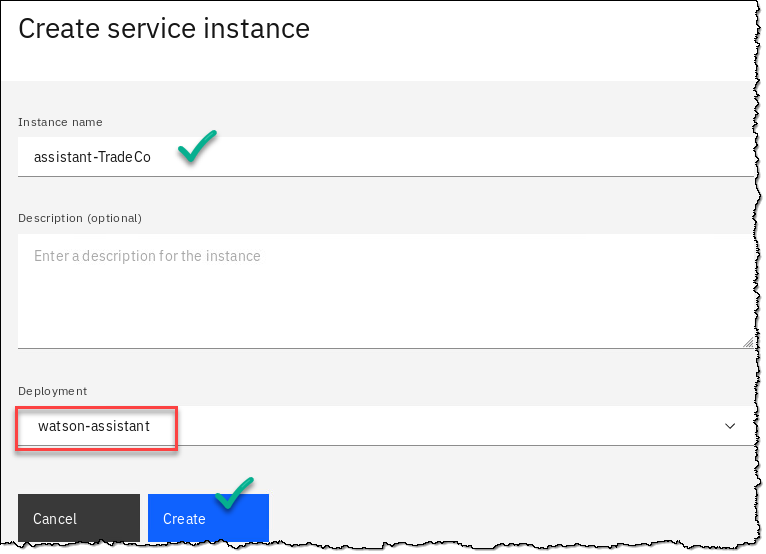 Create service instance
Instance name
assistant-TradeCo
Description (optional)
Enter a description for the instance
Deployment
watson-assistant
Cancel
Create